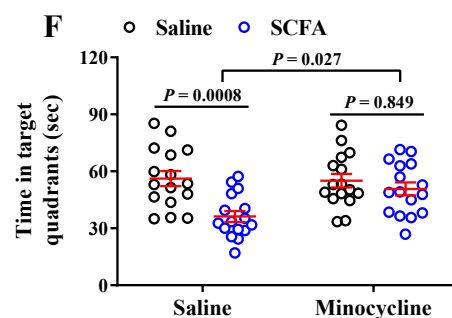 F
Saline SCFA
P = 0.027
P = 0.0008
P = 0.849
Time in target
quadrants (sec)
120
90
60
30
0
Saline
Minocycline